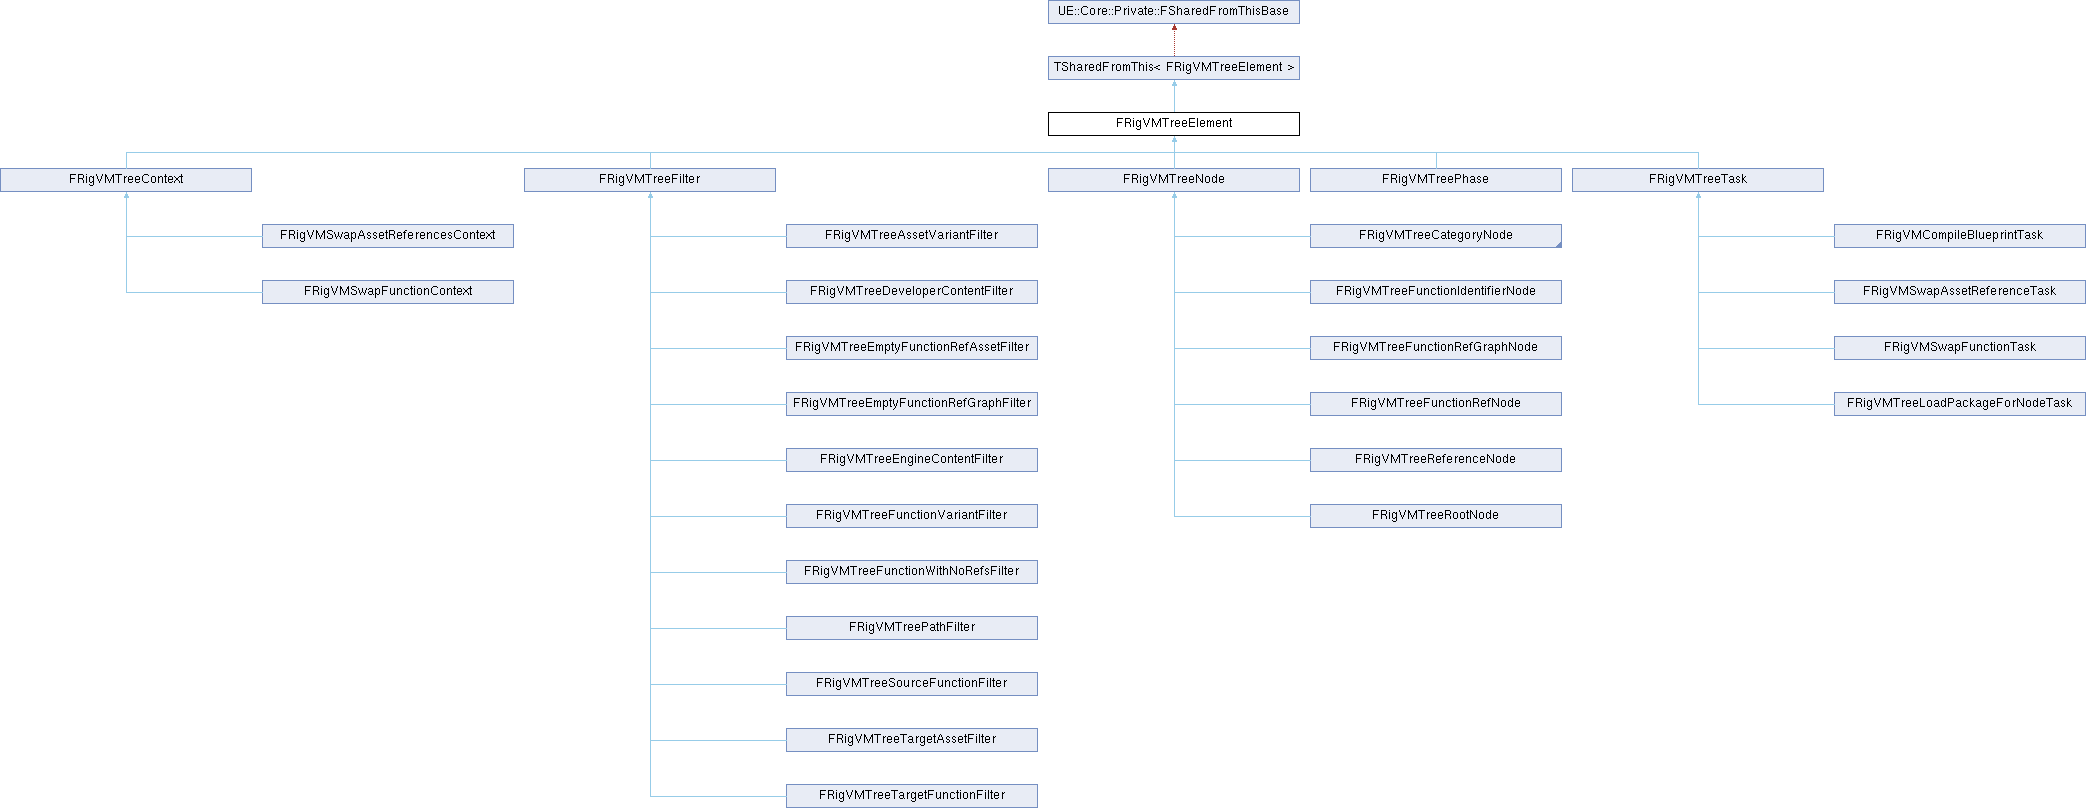 UE::Core::Private::FSharedFromThisBase
TSharedFromThis< FRigVMTreeElement >
FRigVMTreeElement
FRigVMTreeContext
FRigVMTreeFilter
FRigVMTreeNode
FRigVMTreePhase
FRigVMTreeTask
FRigVMSwapAssetReferencesContext
FRigVMTreeAssetVariantFilter
FRigVMTreeCategoryNode
FRigVMCompileBlueprintTask
FRigVMSwapFunctionContext
FRigVMTreeDeveloperContentFilter
FRigVMTreeFunctionIdentifierNode
FRigVMSwapAssetReferenceTask
FRigVMTreeEmptyFunctionRefAssetFilter
FRigVMTreeFunctionRefGraphNode
FRigVMSwapFunctionTask
FRigVMTreeEmptyFunctionRefGraphFilter
FRigVMTreeFunctionRefNode
FRigVMTreeLoadPackageForNodeTask
FRigVMTreeEngineContentFilter
FRigVMTreeReferenceNode
FRigVMTreeFunctionVariantFilter
FRigVMTreeRootNode
FRigVMTreeFunctionWithNoRefsFilter
FRigVMTreePathFilter
FRigVMTreeSourceFunctionFilter
FRigVMTreeTargetAssetFilter
FRigVMTreeTargetFunctionFilter